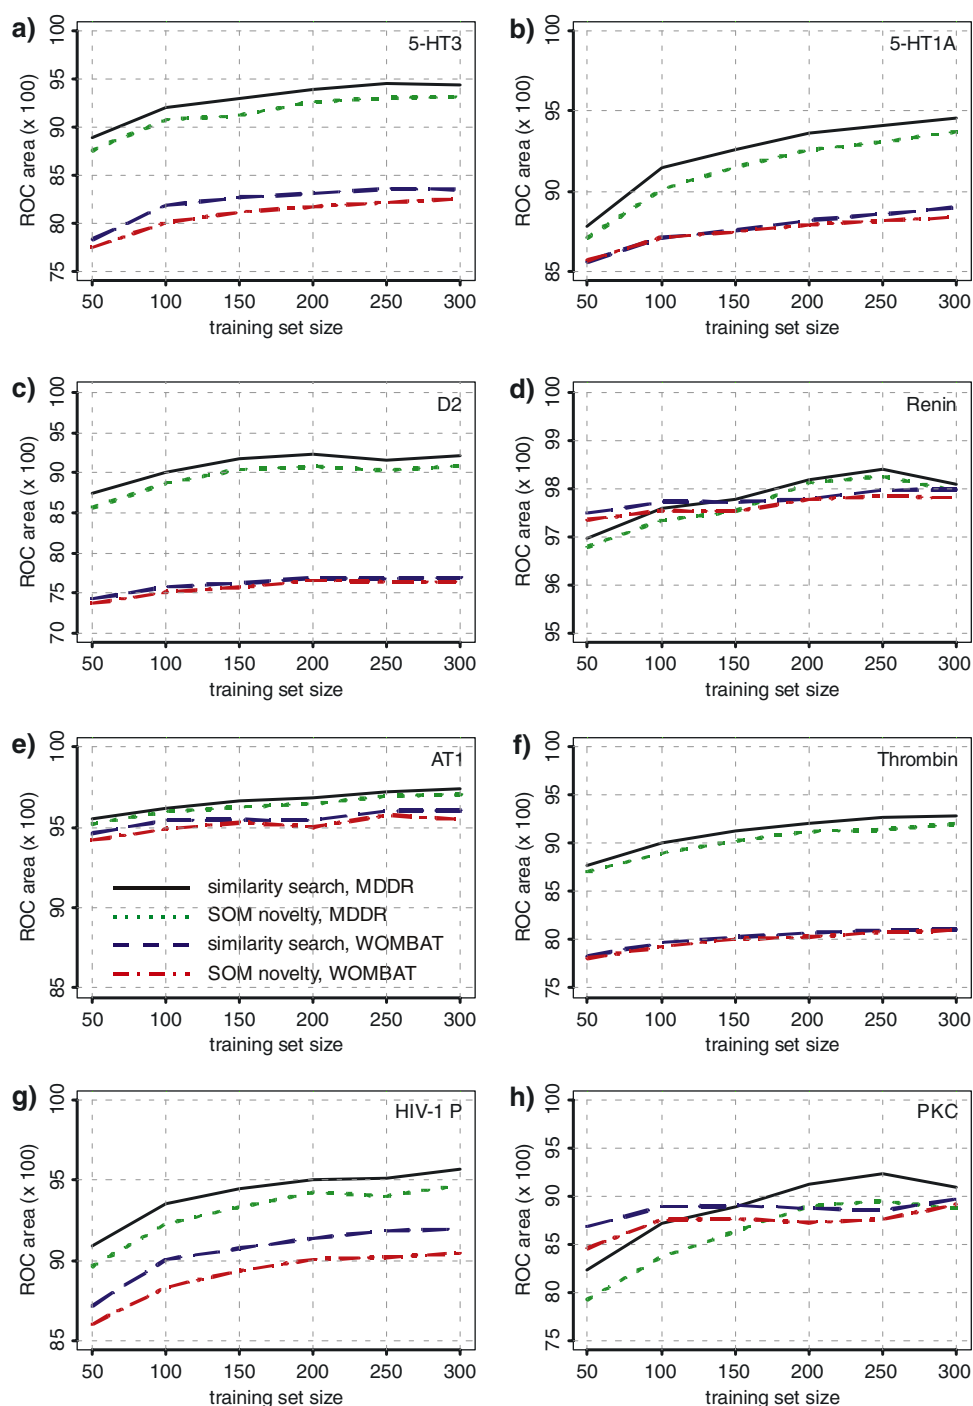 a)
5-HT3
ROC area (x 100)
75 80 85 90 95 100
50 100 150 200 250 300
training set size
b)
5-HT1A
ROC area (x 100)
85 90 95 100
50 100 150 200 250 300
training set size
c)
D2
ROC area (x 100)
70 75 80 85 90 95 100
50 100 150 200 250 300
training set size
d)
Renin
ROC area (x 100)
95 96 97 98 99 100
50 100 150 200 250 300
training set size
e)
AT1
ROC area (x 100)
85 90 95 100
similarity search, MDDR
SOM novelty, MDDR
similarity search, WOMBAT
SOM novelty, WOMBAT
50 100 150 200 250 300
training set size
f)
Thrombin
ROC area (x 100)
75 80 85 90 95 100
50 100 150 200 250 300
training set size
g)
HIV-1 P
ROC area (x 100)
85 90 95 100
50 100 150 200 250 300
training set size
h)
PKC
ROC area (x 100)
75 80 85 90 95 100
50 100 150 200 250 300
training set size